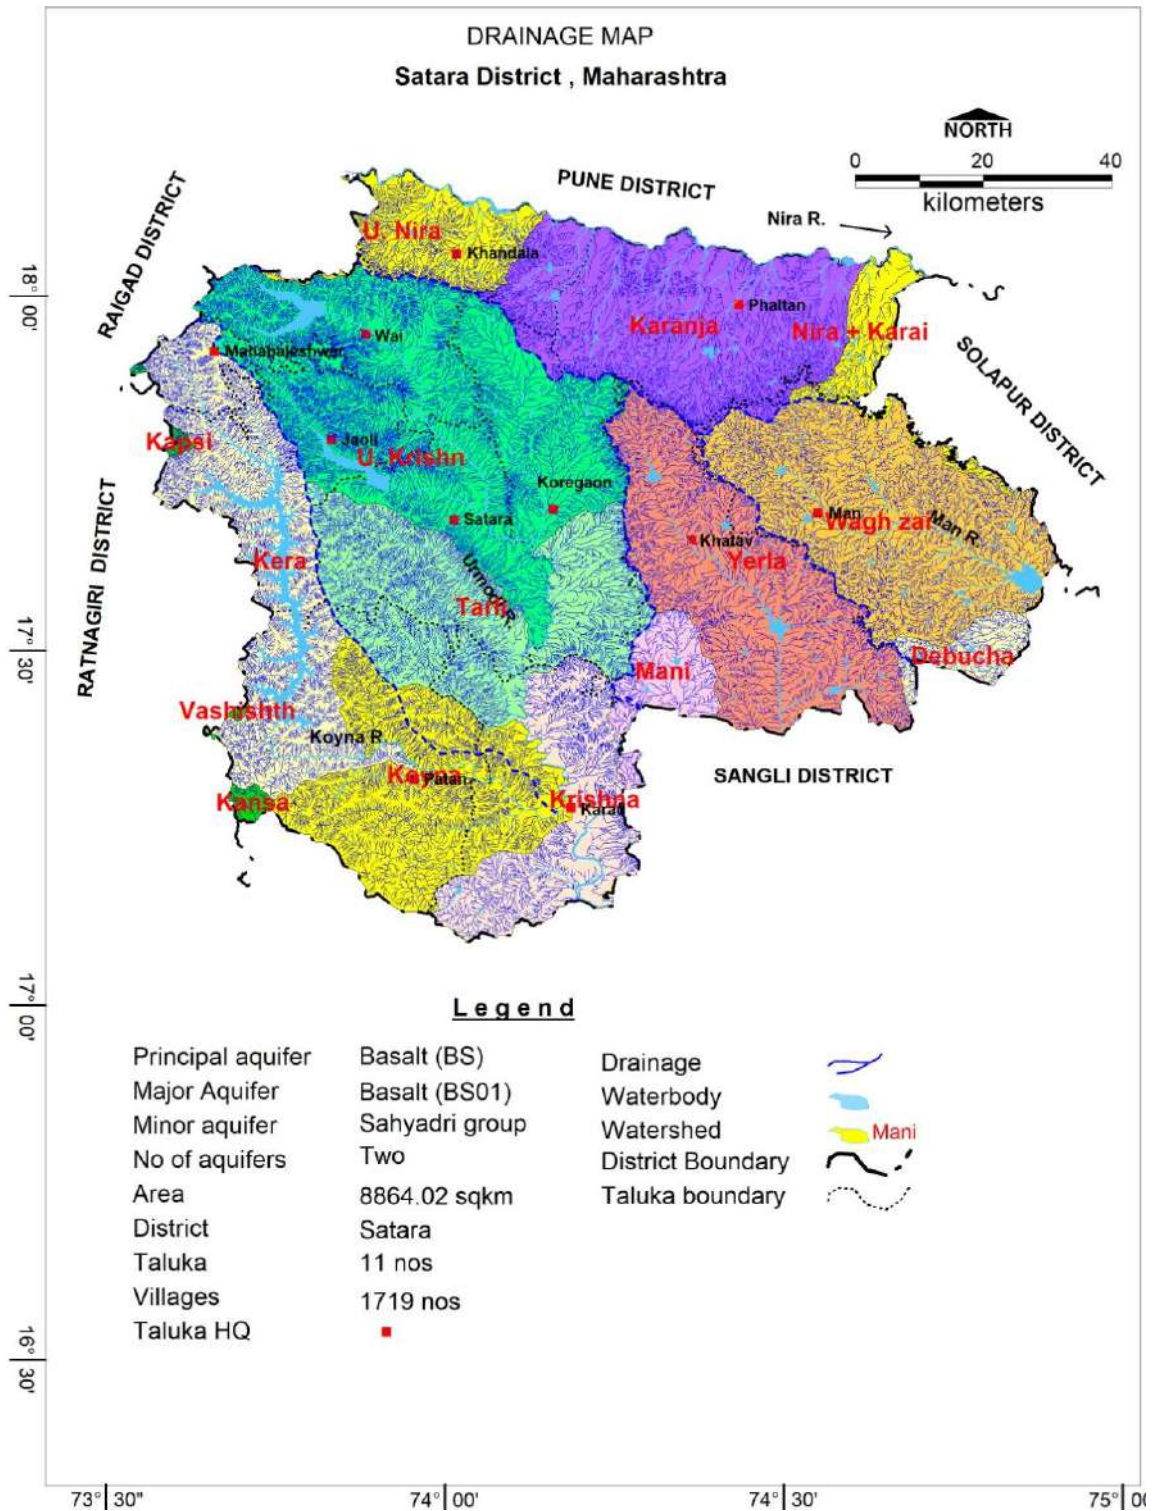 DRAINAGE MAP
Satara District , Maharashtra
NORTH
0 20 40
kilometers
PUNE DISTRICT
RAIGAD DISTRICT
Nira R.
U. Nira
Khandala
18° 00'
Karanja
Phaltan
Nira + Karai
Wai
Mahabaleshwar
SOLAPUR DISTRICT
Kapsi
Jaoli
U. Krishn
Koregaon
Satara
Man
Wagh zai
Man R.
Khatav
Yerla
Kera
RATNAGIRI DISTRICT
Urmodi R
Tarli
17° 30'
Mani
Debucha
Vashishth
Koyna R
SANGLI DISTRICT
Koyna
Patan
Kansa
Krishna
Karad
17° 00'
Legend
Principal aquifer Basalt (BS)
Major Aquifer Basalt (BS01)
Minor aquifer Sahyadri group
No of aquifers Two
Area 8864.02 sqkm
District Satara
Taluka 11 nos
Villages 1719 nos
Taluka HQ
Drainage
Waterbody
Watershed Mani
District Boundary
Taluka boundary
16° 30'
73° 30" 74° 00' 74° 30' 75° 00